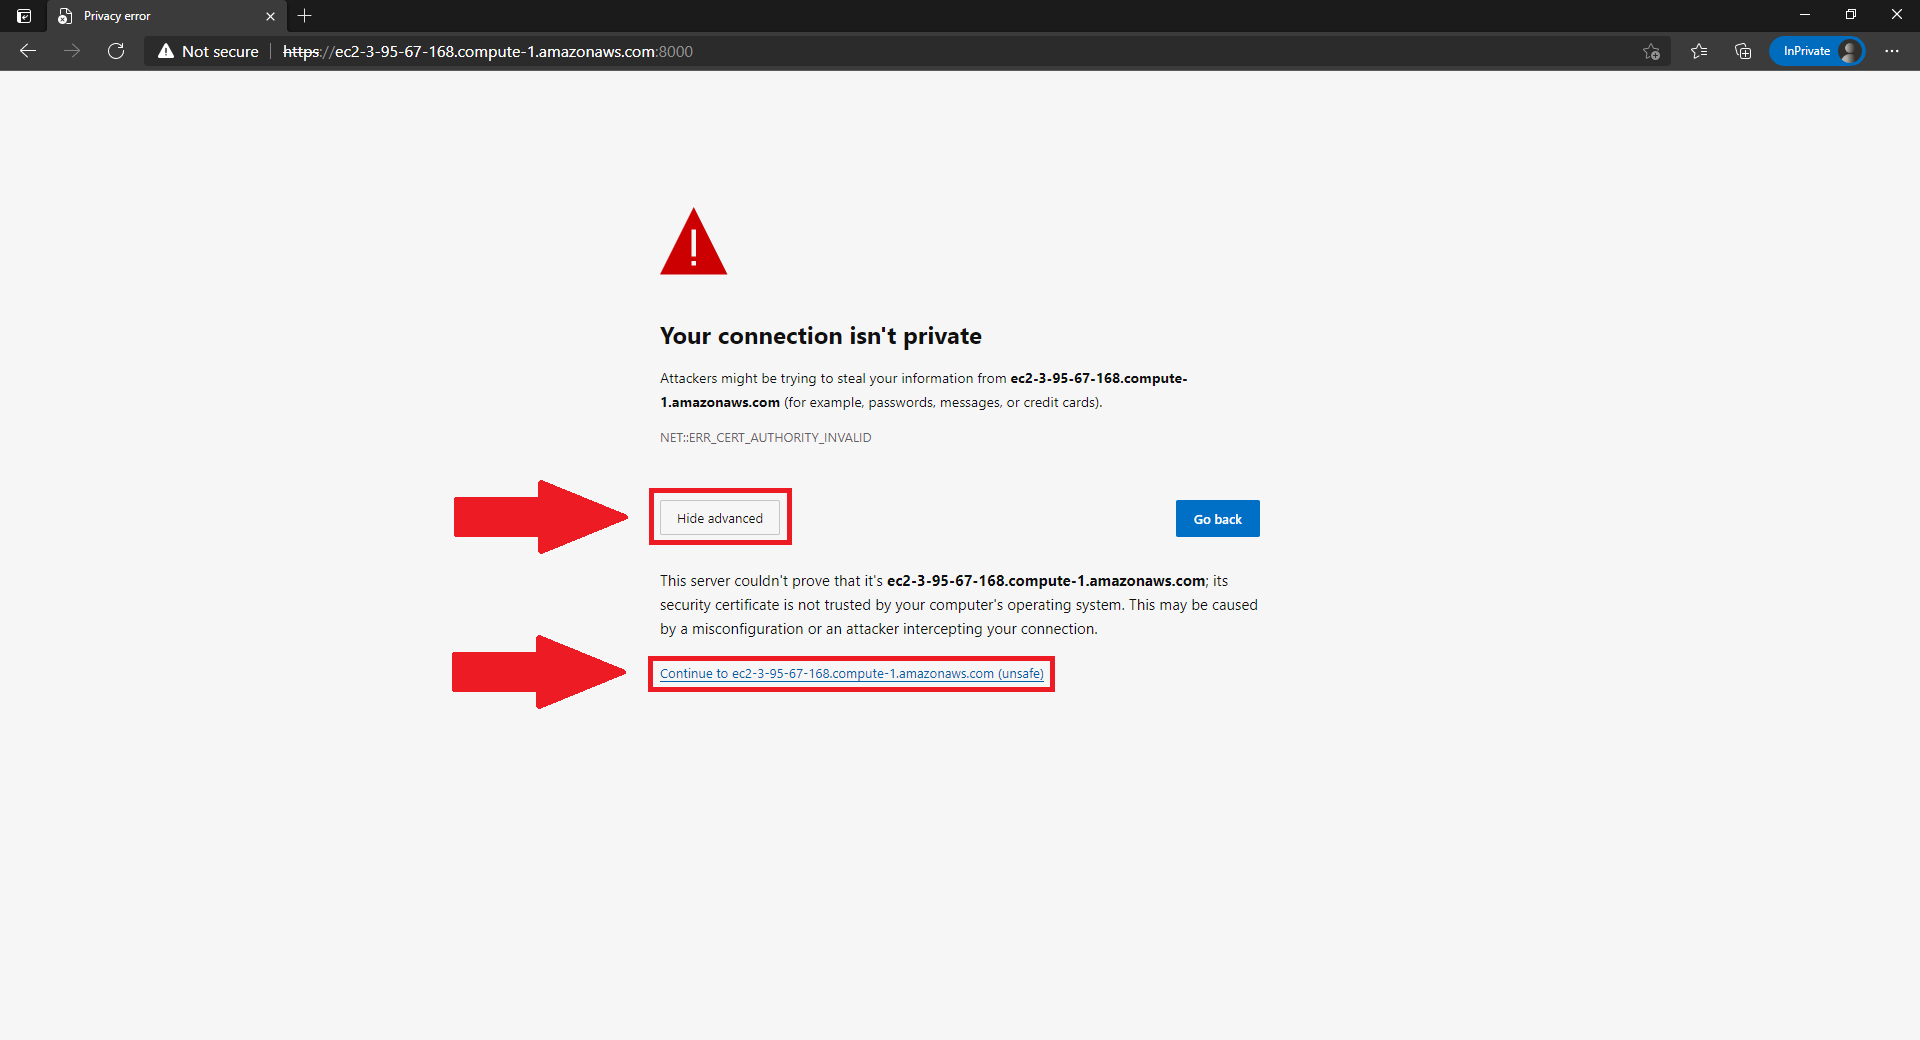 Privacy error
Not secure
https://ec2-3-95-67-168.compute-1.amazonaws.com:8000
InPrivate
Your connection isn't private
Attackers might be trying to steal your information from ec2-3-95-67-168.compute-
1.amazonaws.com (for example, passwords, messages, or credit cards).
NET::ERR_CERT_AUTHORITY_INVALID
Hide advanced
Go back
This server couldn't prove that it's ec2-3-95-67-168.compute-1.amazonaws.com; its
security certificate is not trusted by your computer's operating system. This may be caused
by a misconfiguration or an attacker intercepting your connection.
Continue to ec2-3-95-67-168.compute-1.amazonaws.com (unsafe)